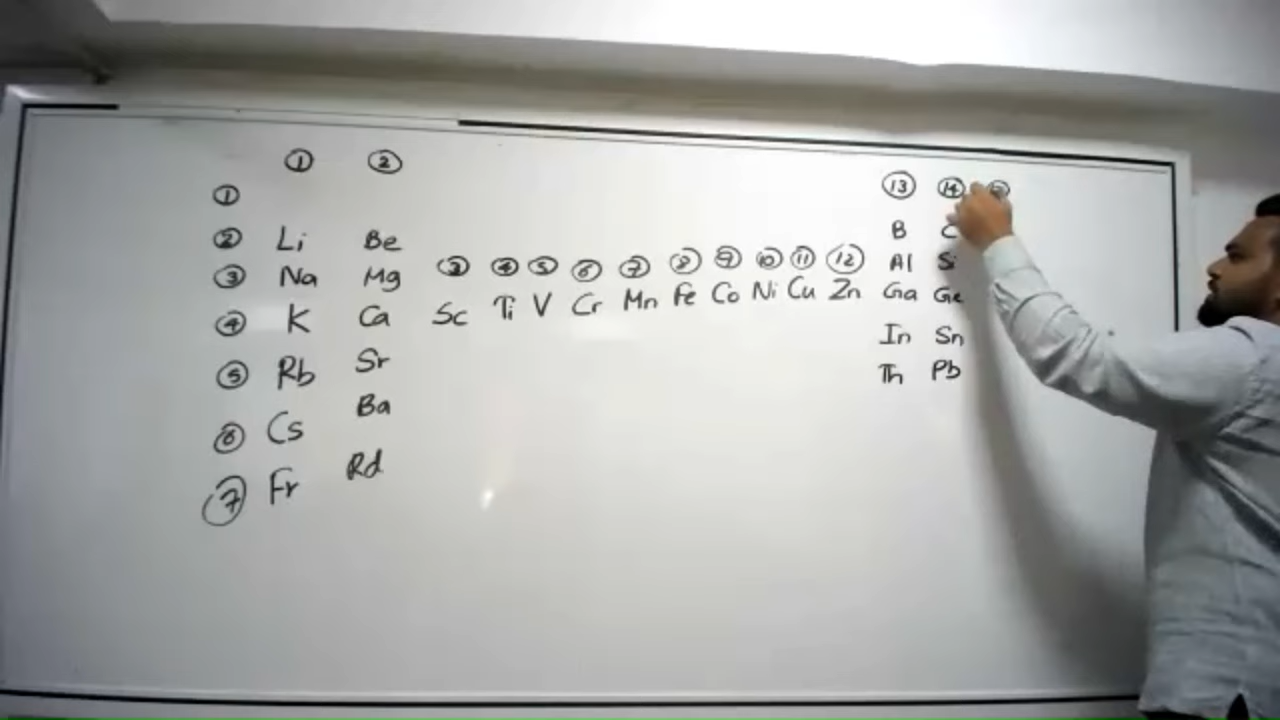 ① ② ⑬ ⑭
①
② Li Be B C
③ Na Mg ③ ④ ⑤ ⑥ ⑦ ⑧ ⑨ ⑩ ⑪ ⑫ Al Si
④ K Ca Sc Ti V Cr Mn Fe Co Ni Cu Zn Ga Ge
⑤ Rb Sr In Sn
⑥ Cs Ba Th Pb
⑦ Fr Rd